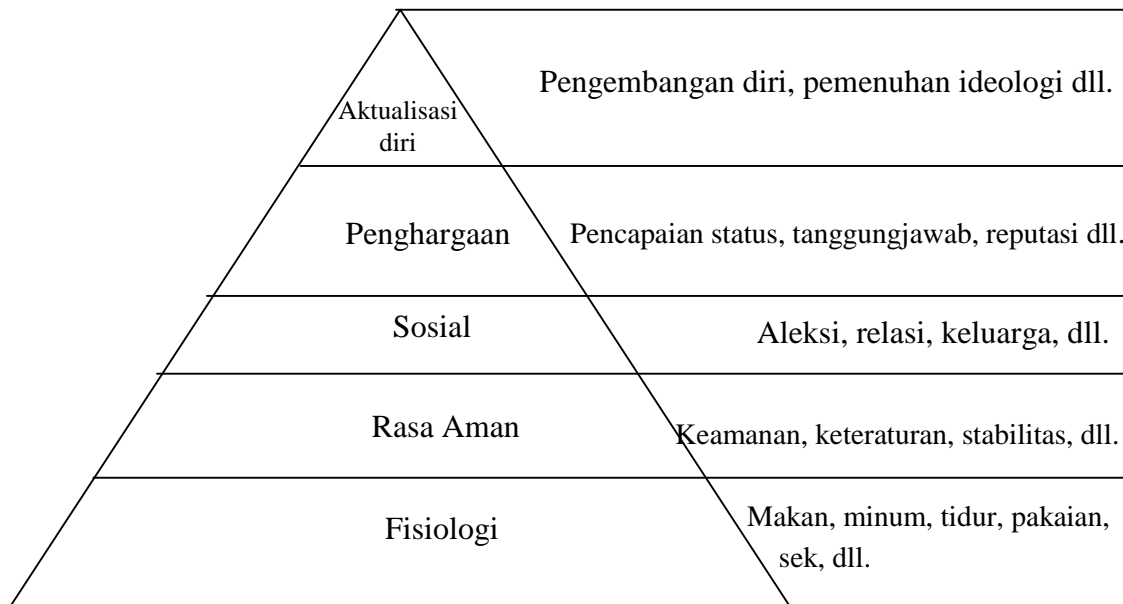 Pengembangan diri, pemenuhan ideologi dll.
Aktualisasi
diri
Penghargaan
Pencapaian status, tanggungjawab, reputasi dll.
Sosial
Aleksi, relasi, keluarga, dll.
Rasa Aman
Keamanan, keteraturan, stabilitas, dll.
Fisiologi
Makan, minum, tidur, pakaian,
sek, dll.